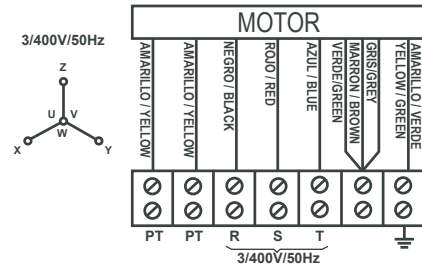 MOTOR
3/400V/50Hz
Z
U V
W
X
Y
AMARILLO / YELLOW
AMARILLO / YELLOW
NEGRO / BLACK
ROJO / RED
AZUL / BLUE
VERDE/GREEN
MARRON / BROWN
GRIS/GREY
YELLOW / GREEN
AMARILLO / VERDE
PT PT R S T
3/400V/50Hz